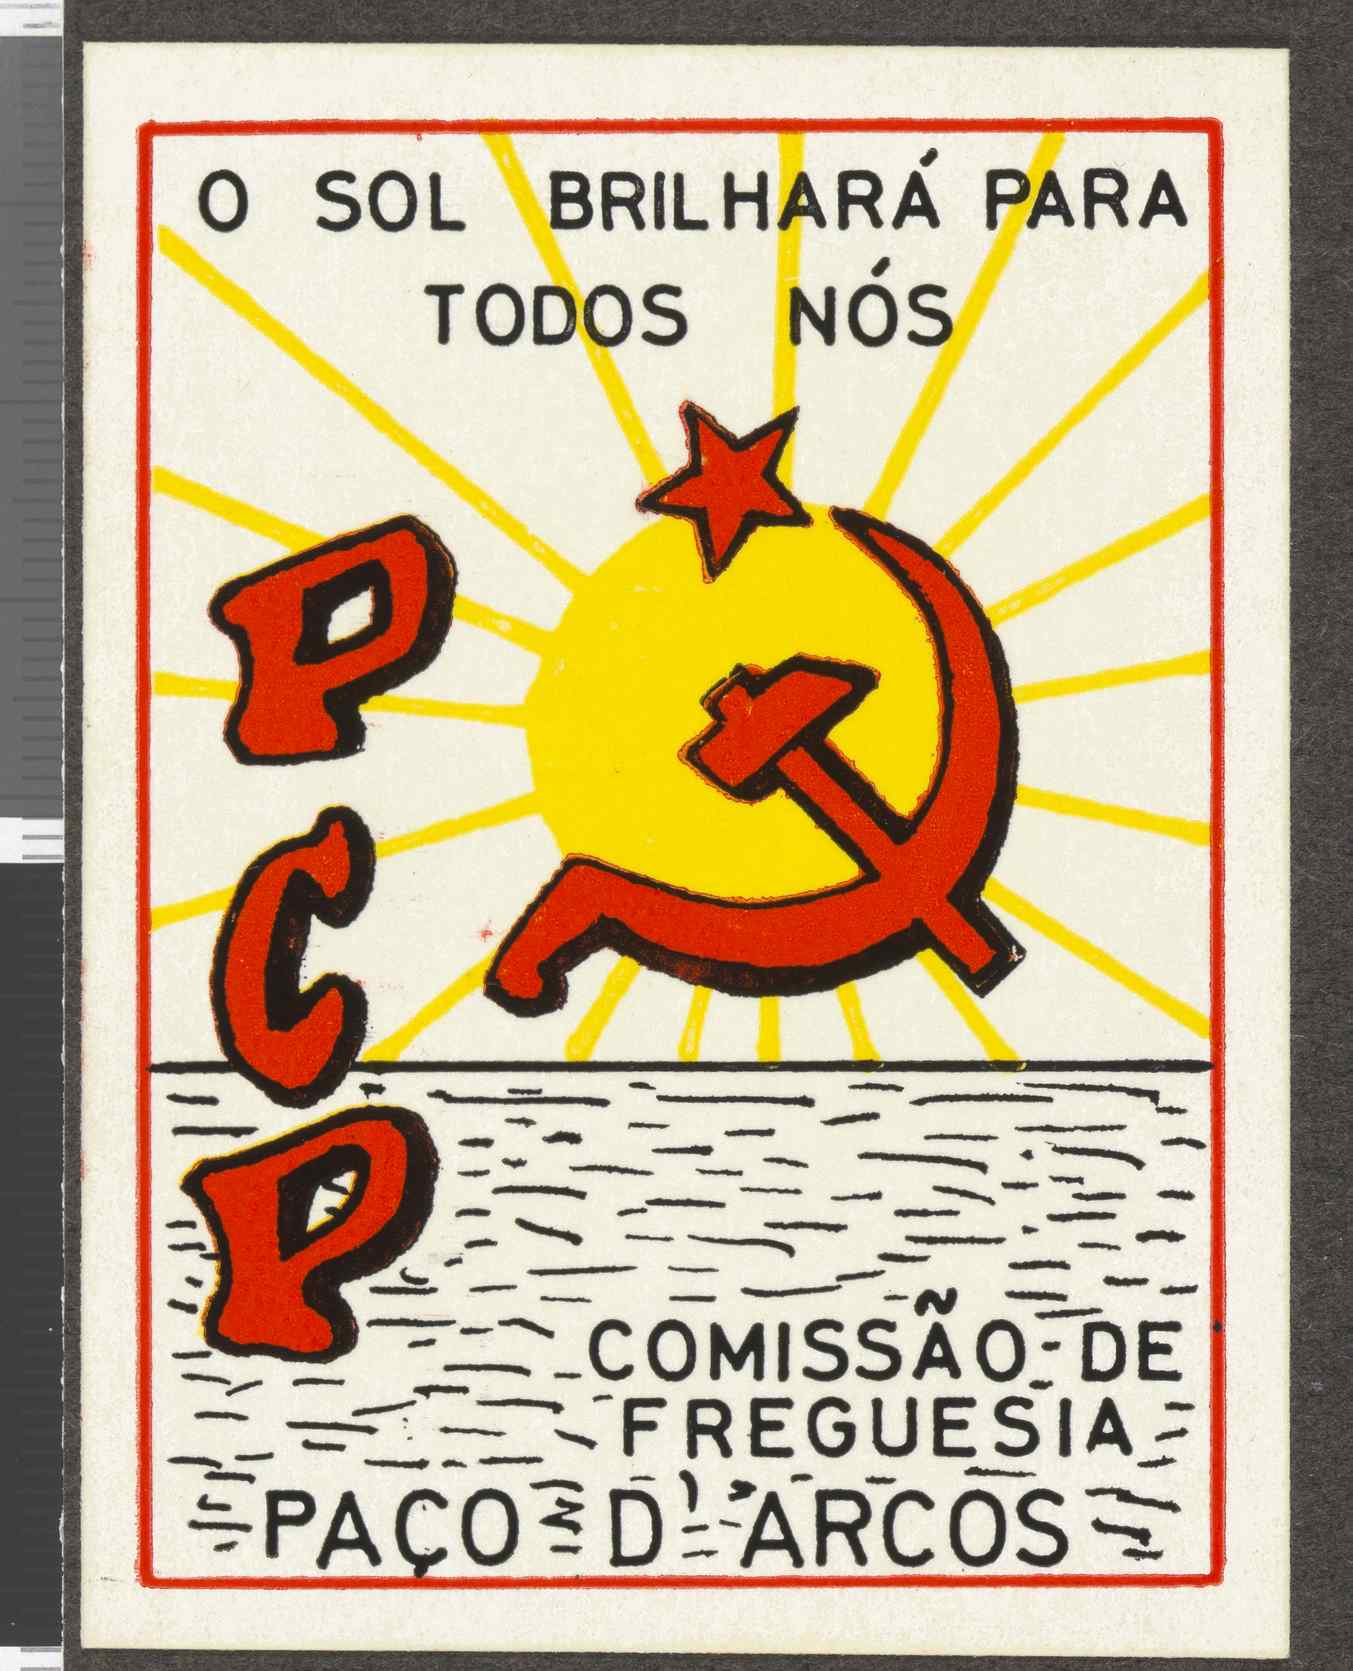 O SOL BRILHARÁ PARA
TODOS NÓS
PCP
COMISSÃO DE
FREGUESIA
PAÇO D'ARCOS